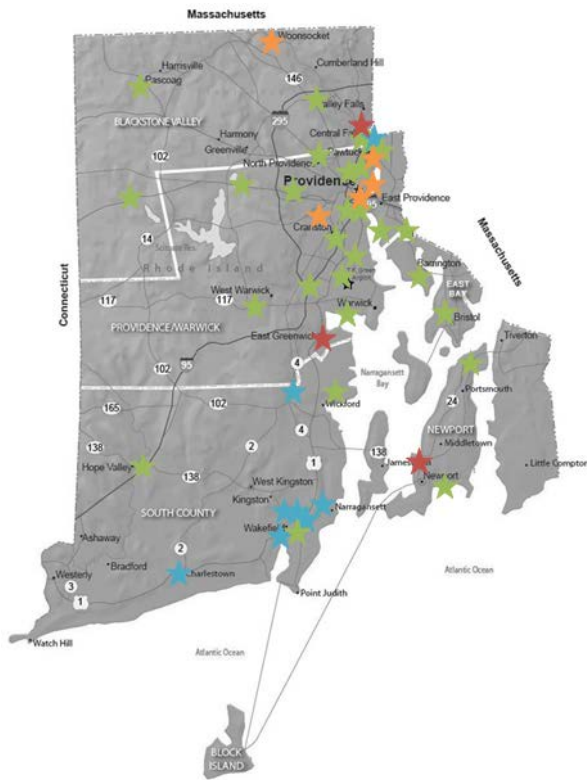 Massachusetts
Woonsocket
Harrisville
Cumberland Hill
146
Pascoag
alley Falls
295
BLACKSTONE VALLEY
Central F
Harmony
Greenville
Pawtuck
102
North Providence
Providence
East Providence
95
Cranston
14
Massachusetts
Barrington
Rhode Island
Connecticut
EAST
BAY
117
West Warwick
117
Warwick
Bristol
PROVIDENCE/WARWICK
East Greenwich
Tiverton
4
Narragansett
Bay
95
102
Portsmouth
165
102
Wickford
24
4
NEWPORT
138
2
1
138
Middletown
James
Hope Valley
138
Newport
Little Compton
West Kingston
Kingston
SOUTH COUNTY
Narragansett
Wakefield
Ashaway
2
Atlantic Ocean
Bradford
Charlestown
Westerly
3
1
Point Judith
Watch Hill
Atlantic Ocean
BLOCK
ISLAND